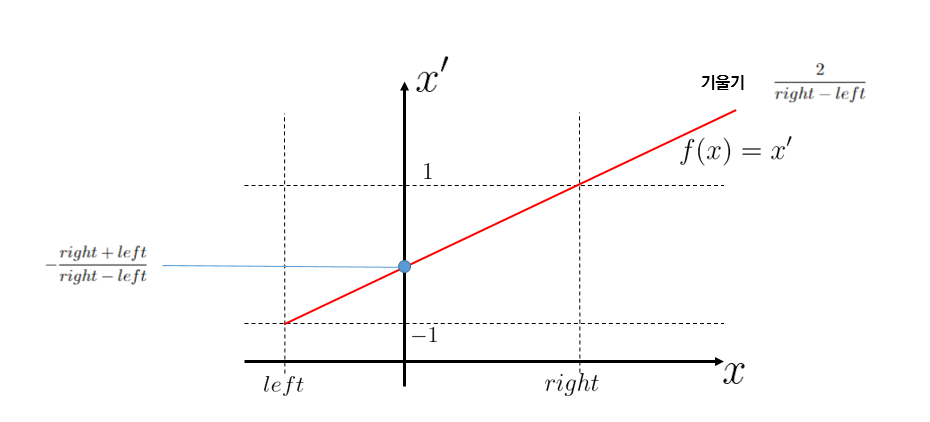 x′
기울기 2/(right − left)
f(x) = x′
1
−(right + left)/(right − left)
−1
x
left
right